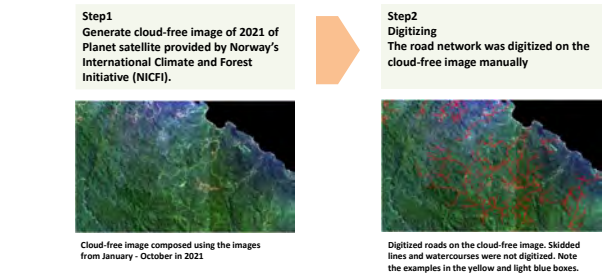 Step1
Generate cloud-free image of 2021 of
Planet satellite provided by Norway's
International Climate and Forest
Initiative (NICFI).
Step2
Digitizing
The road network was digitized on the
cloud-free image manually
Cloud-free image composed using the images
from January - October in 2021
Digitized roads on the cloud-free image. Skidded
lines and watercourses were not digitized. Note
the examples in the yellow and light blue boxes.